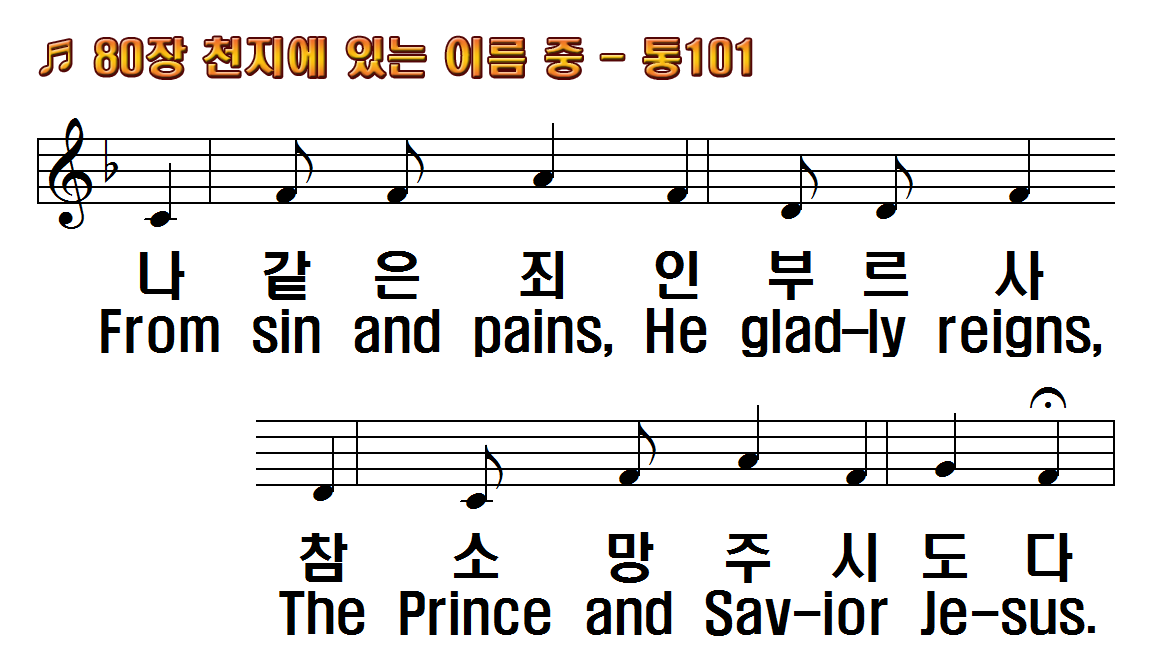 80장 천지에 있는 이름 중 - 통101
나 같 은 죄 인 부 르 사
From sin and pains, He glad-ly reigns,
참 소 망 주 시 도 다
The Prince and Sav-ior Je-sus.